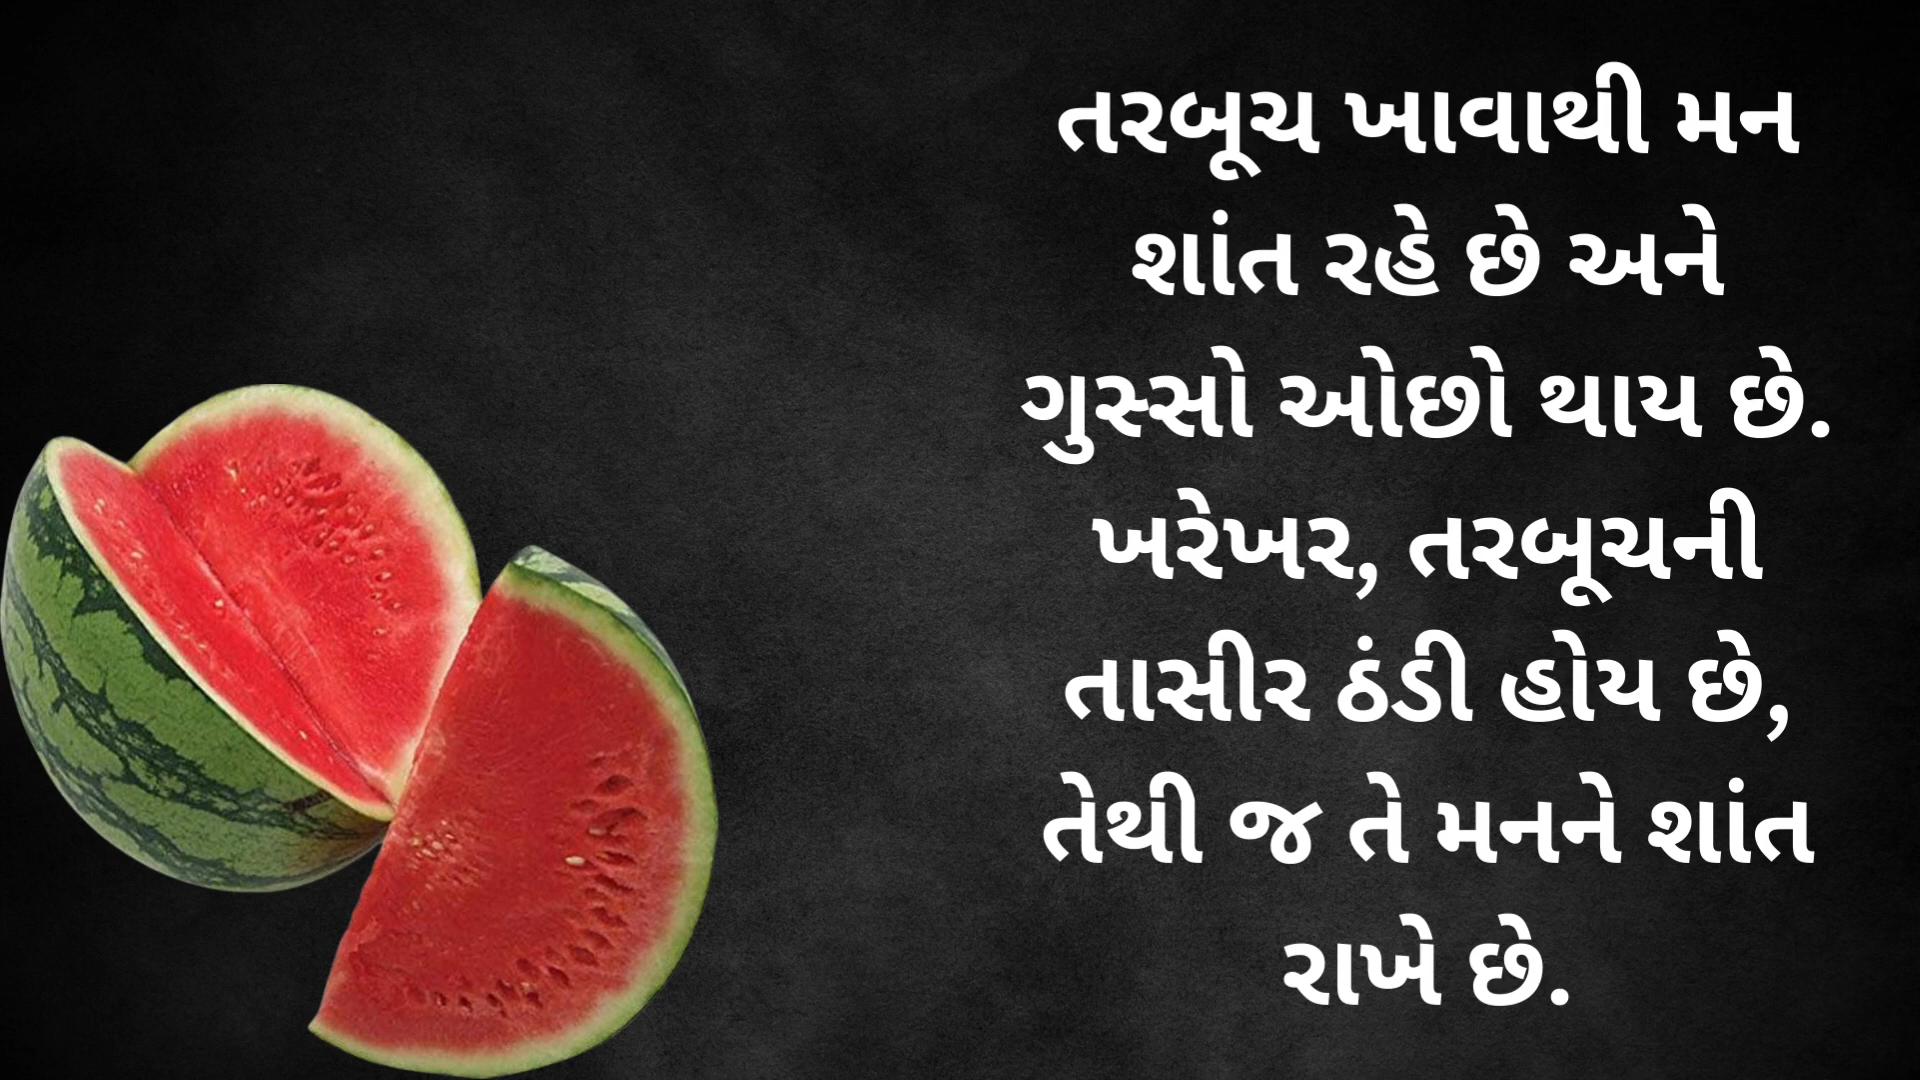 તરબૂચ ખાવાથી મન
શાંત રહે છે અને
ગુસ્સો ઓછો થાય છે.
ખરેખર, તરબૂચની
તાસીર ઠંડી હોય છે,
તેથી જ તે મનને શાંત
રાખે છે.